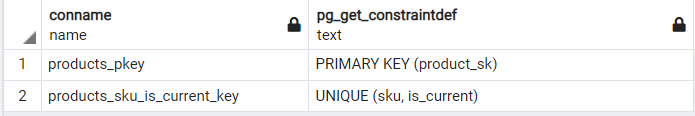 conname
name
pg_get_constraintdef
text
1 products_pkey PRIMARY KEY (product_sk)
2 products_sku_is_current_key UNIQUE (sku, is_current)